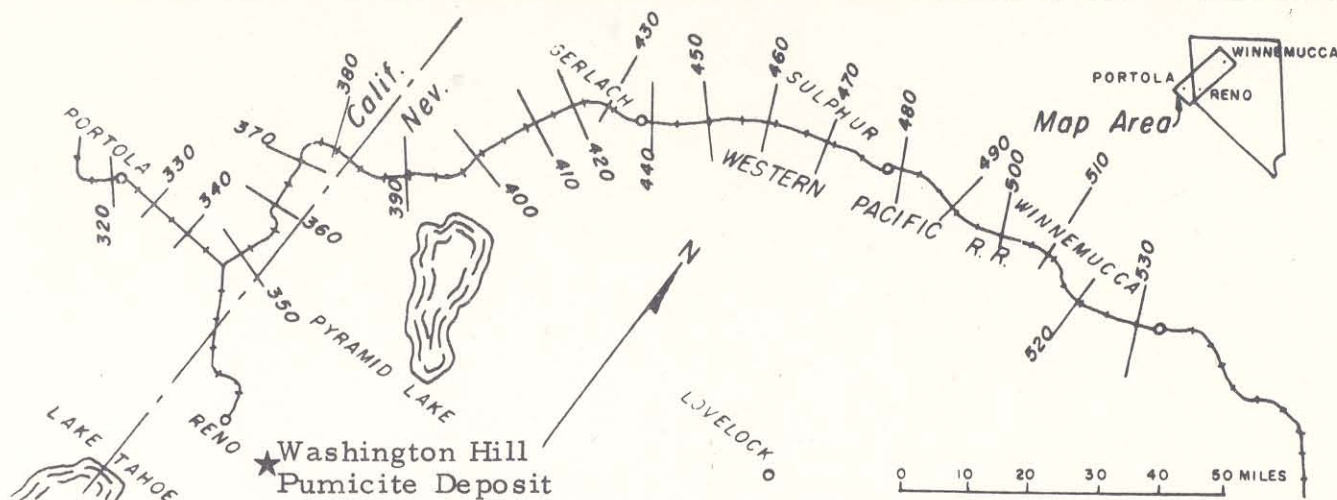 PORTOLA
320
330
340
350
360
370
380
Calif.
Nev.
390
400
410
420
GERLACH
430
440
450
460
SULPHUR
470
480
490
500
WINNEMUCCA
510
520
530
WESTERN PACIFIC R.R.
PYRAMID LAKE
LAKE TAHOE
RENO
Washington Hill
Pumicite Deposit
N
LOVELOCK
WINNEMUCCA
PORTOLA
RENO
Map Area
0 10 20 30 40 50 MILES